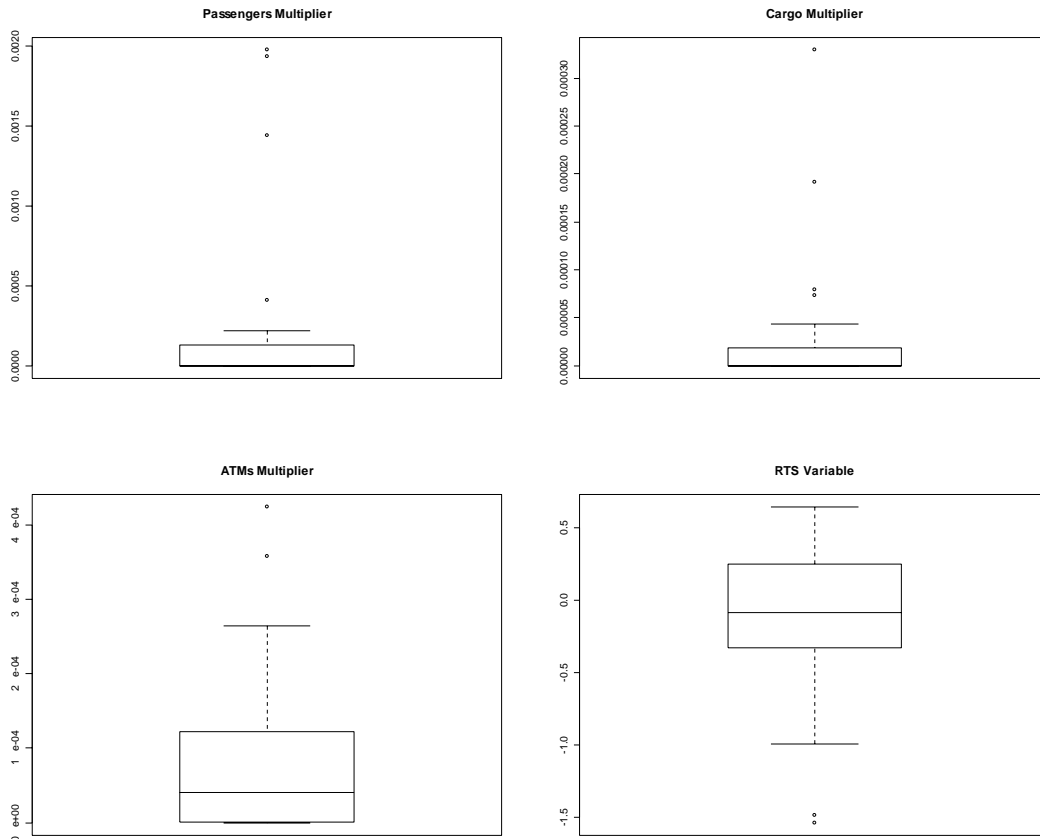 Passengers Multiplier
0.0020
0.0015
0.0010
0.0005
0.0000
Cargo Multiplier
0.00030
0.00025
0.00020
0.00015
0.00010
0.00005
0.00000
ATMs Multiplier
4 e-04
3 e-04
2 e-04
1 e-04
0 e+00
RTS Variable
0.5
0.0
-0.5
-1.0
-1.5